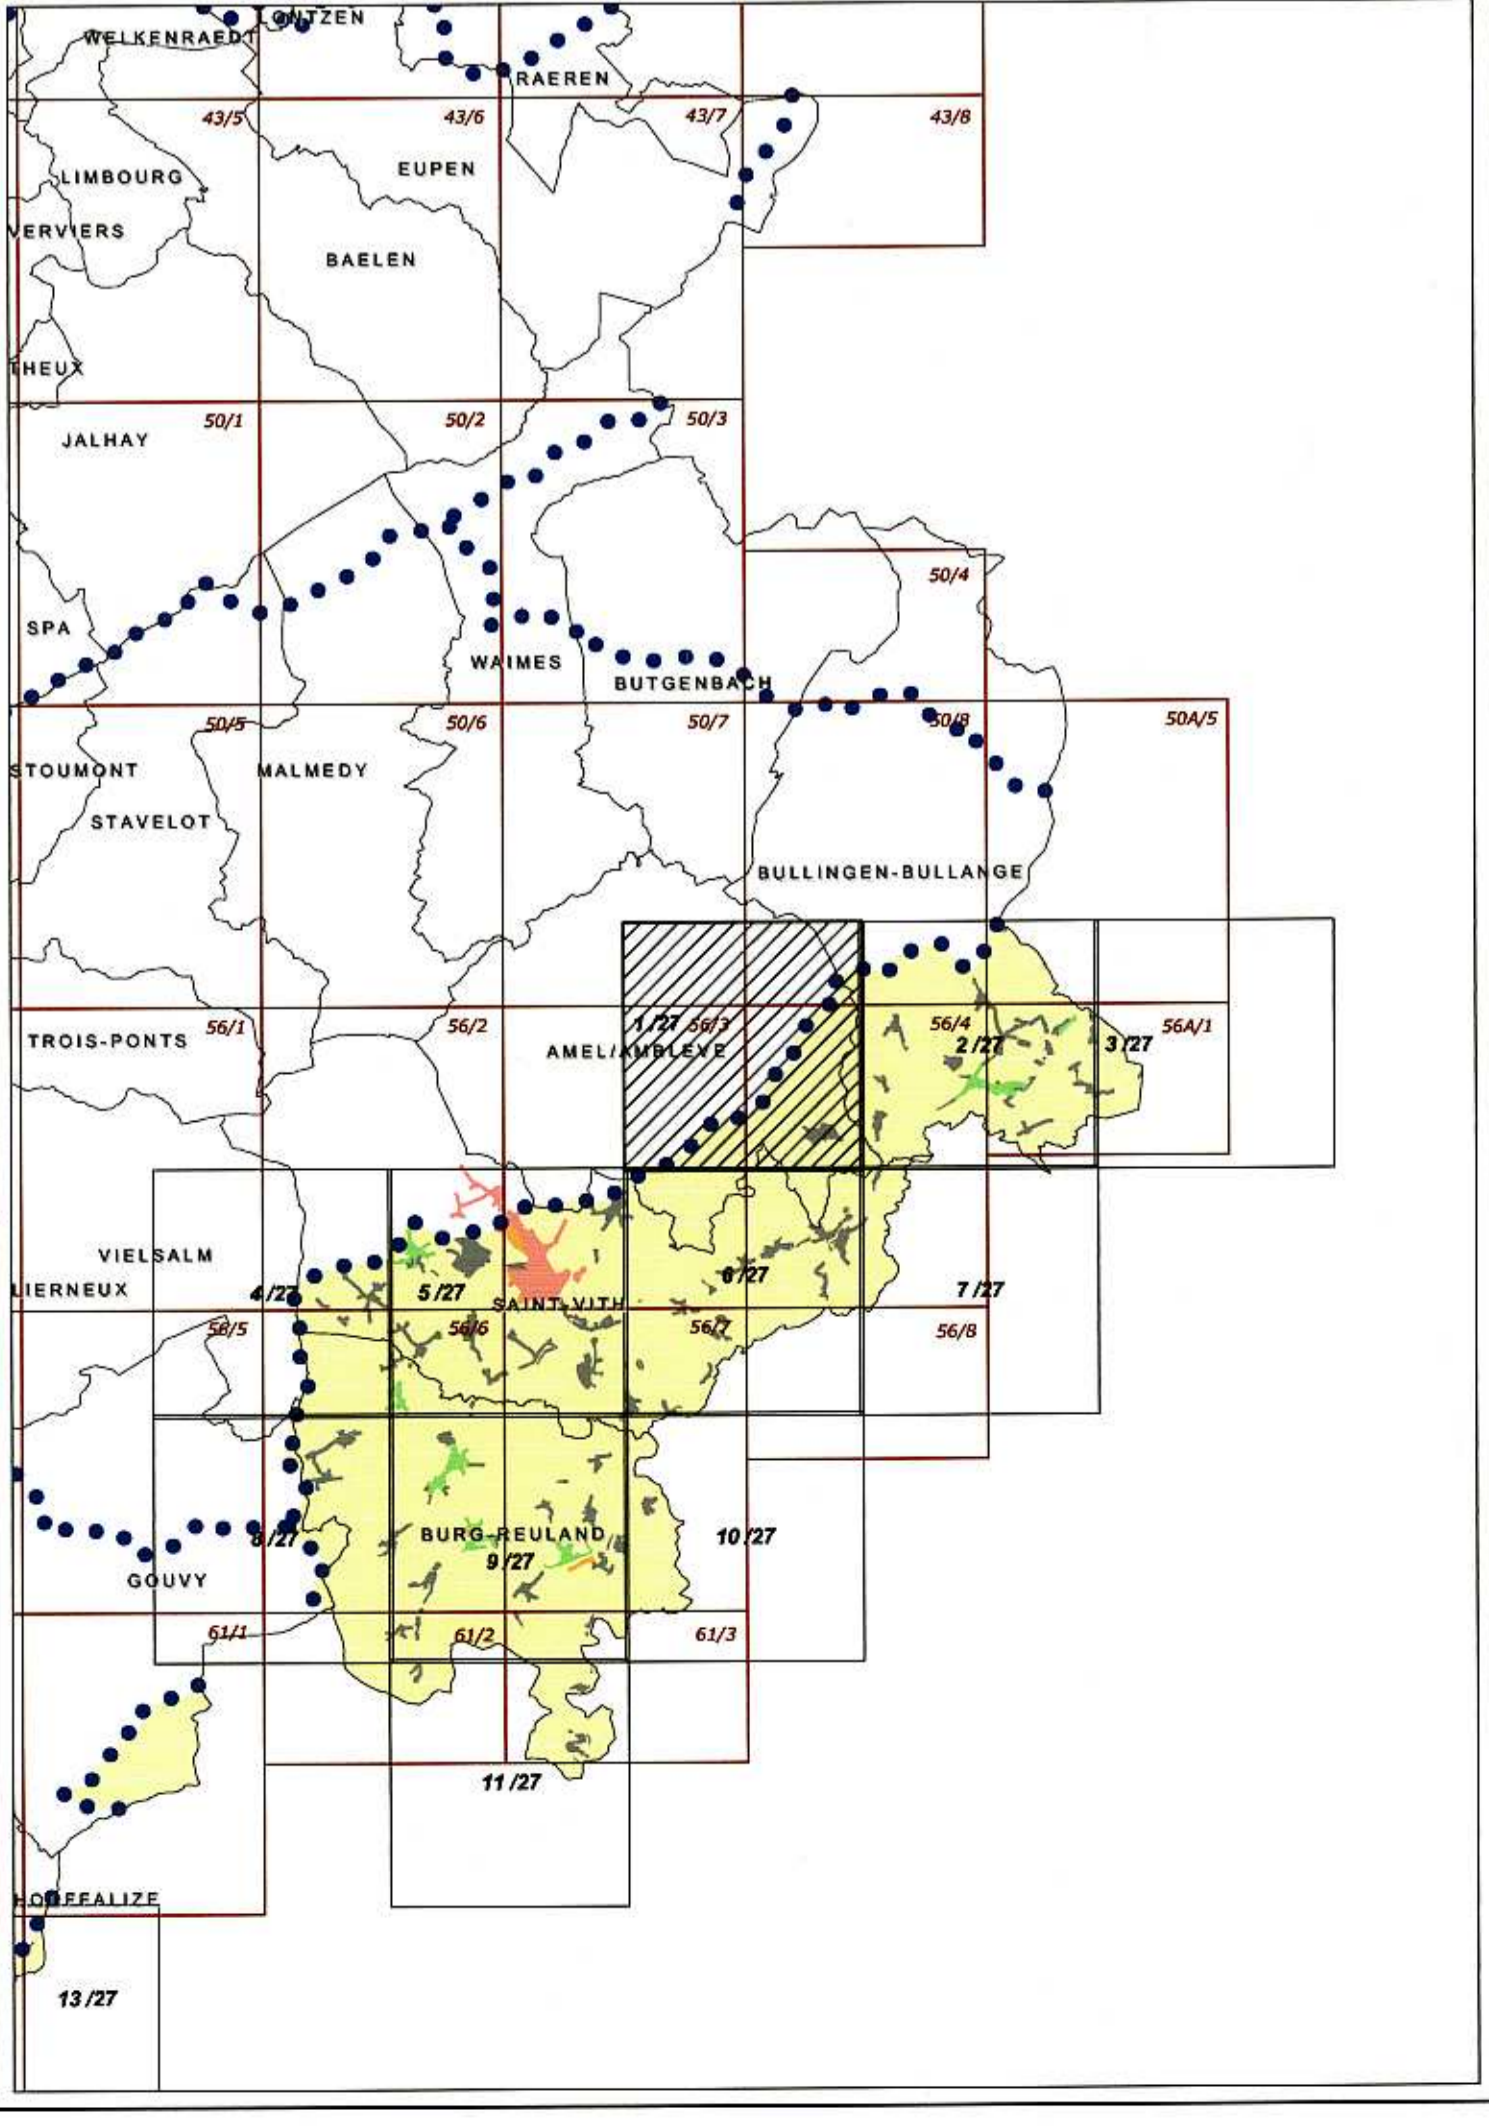 LONTZEN
WELKENRAEDT
RAEREN
43/5
43/6
43/7
43/8
LIMBOURG
EUPEN
VERVIERS
BAELEN
THEUX
50/1
50/2
50/3
JALHAY
50/4
SPA
WAIMES
BUTGENBACH
50/5
50/6
50/7
50/8
50A/5
STOUMONT
MALMEDY
STAVELOT
BULLINGEN-BULLANGE
56/1
56/2
1/27
56/3
56/4
56A/1
TROIS-PONTS
AMEL/AMBLEVE
2/27
3/27
VIELSALM
LIERNEUX
4/27
5/27
6/27
7/27
SAINT-VITH
56/5
56/6
56/7
56/8
8/27
BURG-REULAND
10/27
9/27
GOUVY
61/1
61/2
61/3
11/27
HOUFFALIZE
13/27